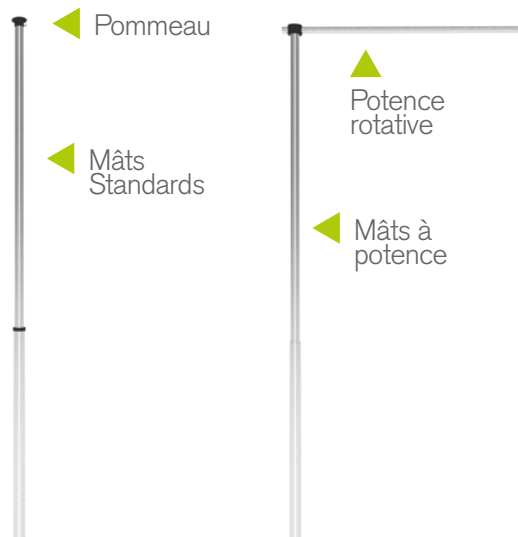 Pommeau
Mâts
Standards
Potence
rotative
Mâts à
potence